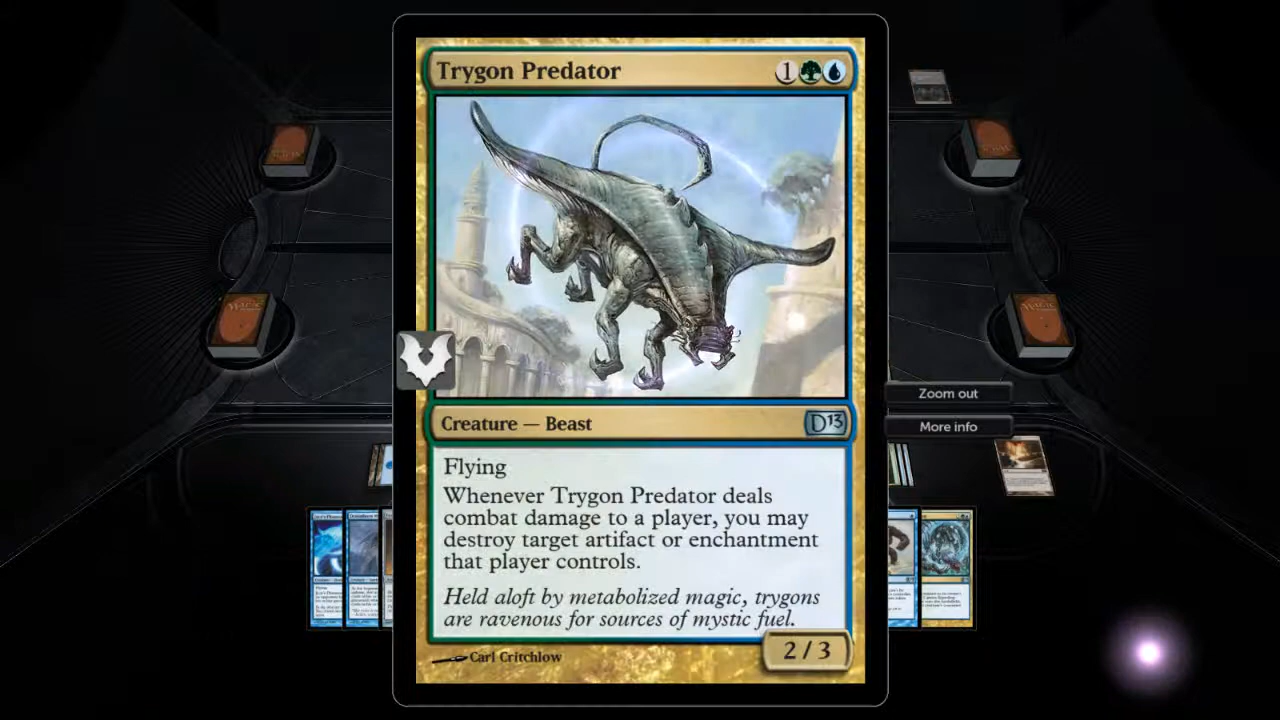 Trygon Predator 1
Zoom out
Creature — Beast D13
More info
Flying
Whenever Trygon Predator deals
combat damage to a player, you may
destroy target artifact or enchantment
that player controls.
Held aloft by metabolized magic, trygons
are ravenous for sources of mystic fuel.
2 / 3
Carl Critchlow